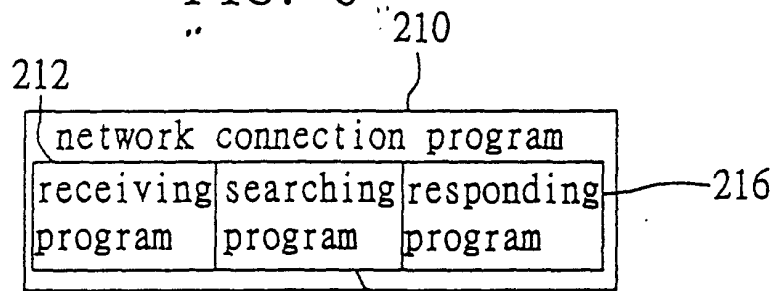 210
212
network connection program
receiving searching responding
program program program
216